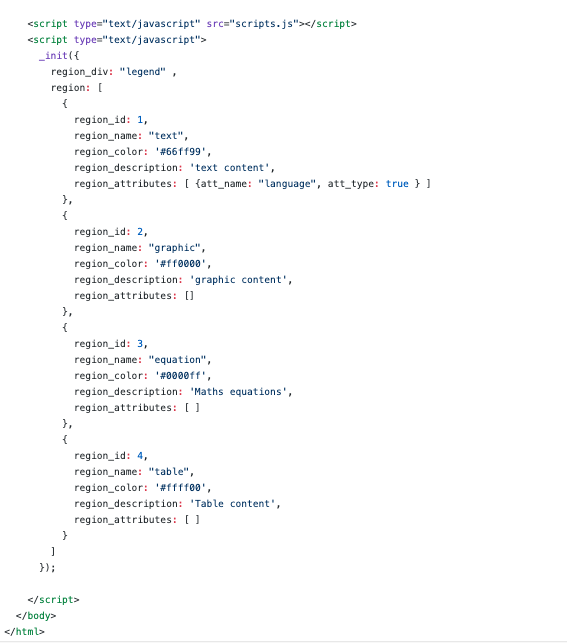 <script type="text/javascript" src="scripts.js"></script>
<script type="text/javascript">
_init({
region_div: "legend" ,
region: [
{
region_id: 1,
region_name: "text",
region_color: '#66ff99',
region_description: 'text content',
region_attributes: [ {att_name: "language", att_type: true } ]
},
{
region_id: 2,
region_name: "graphic",
region_color: '#ff0000',
region_description: 'graphic content',
region_attributes: []
},
{
region_id: 3,
region_name: "equation",
region_color: '#0000ff',
region_description: 'Maths equations',
region_attributes: [ ]
},
{
region_id: 4,
region_name: "table",
region_color: '#ffff00',
region_description: 'Table content',
region_attributes: [ ]
}
]
});
</script>
</body>
</html>